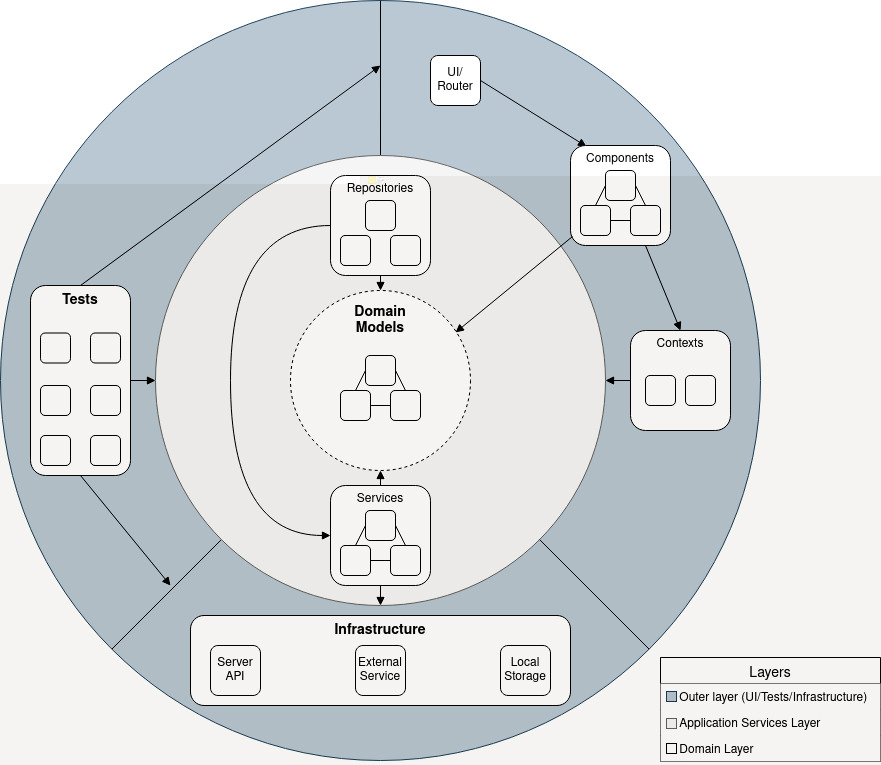 UI/
Router
Components
Repositories
Tests
Domain
Models
Contexts
Services
Infrastructure
Server
API
External
Service
Local
Storage
Layers
Outer layer (UI/Tests/Infrastructure)
Application Services Layer
Domain Layer